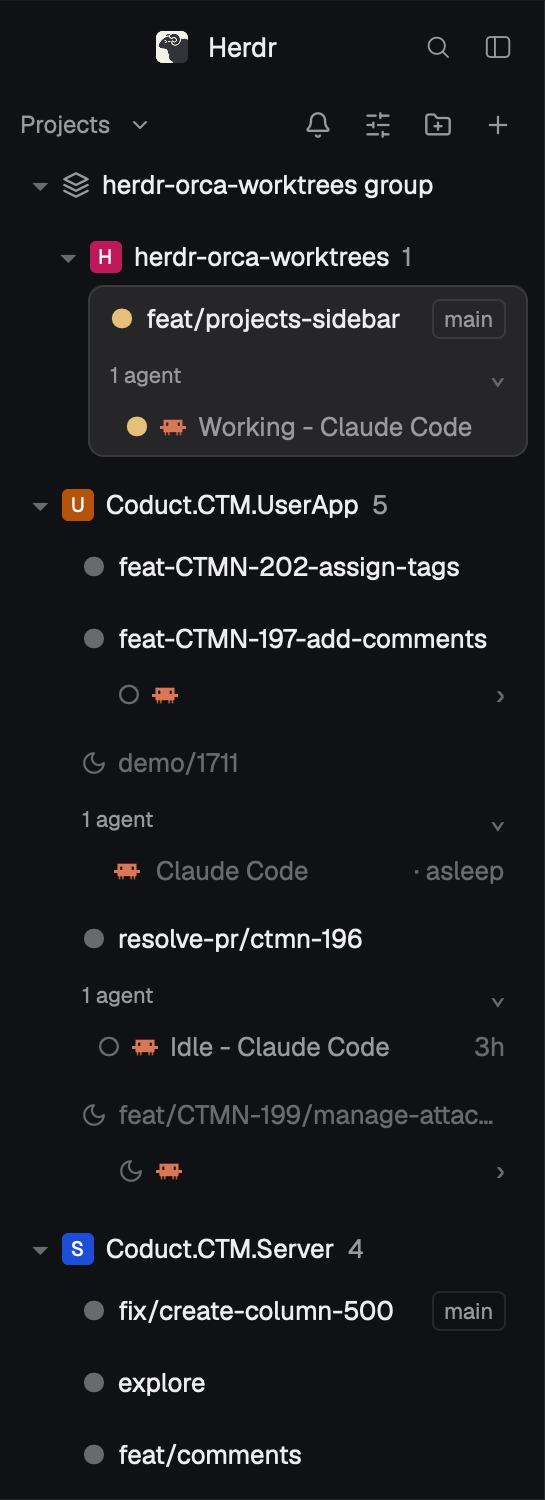 Herdr
Projects
herdr-orca-worktrees group
H herdr-orca-worktrees 1
feat/projects-sidebar main
1 agent
Working - Claude Code
U Coduct.CTM.UserApp 5
feat-CTMN-202-assign-tags
feat-CTMN-197-add-comments
demo/1711
1 agent
Claude Code · asleep
resolve-pr/ctmn-196
1 agent
Idle - Claude Code 3h
feat/CTMN-199/manage-attac...
S Coduct.CTM.Server 4
fix/create-column-500 main
explore
feat/comments